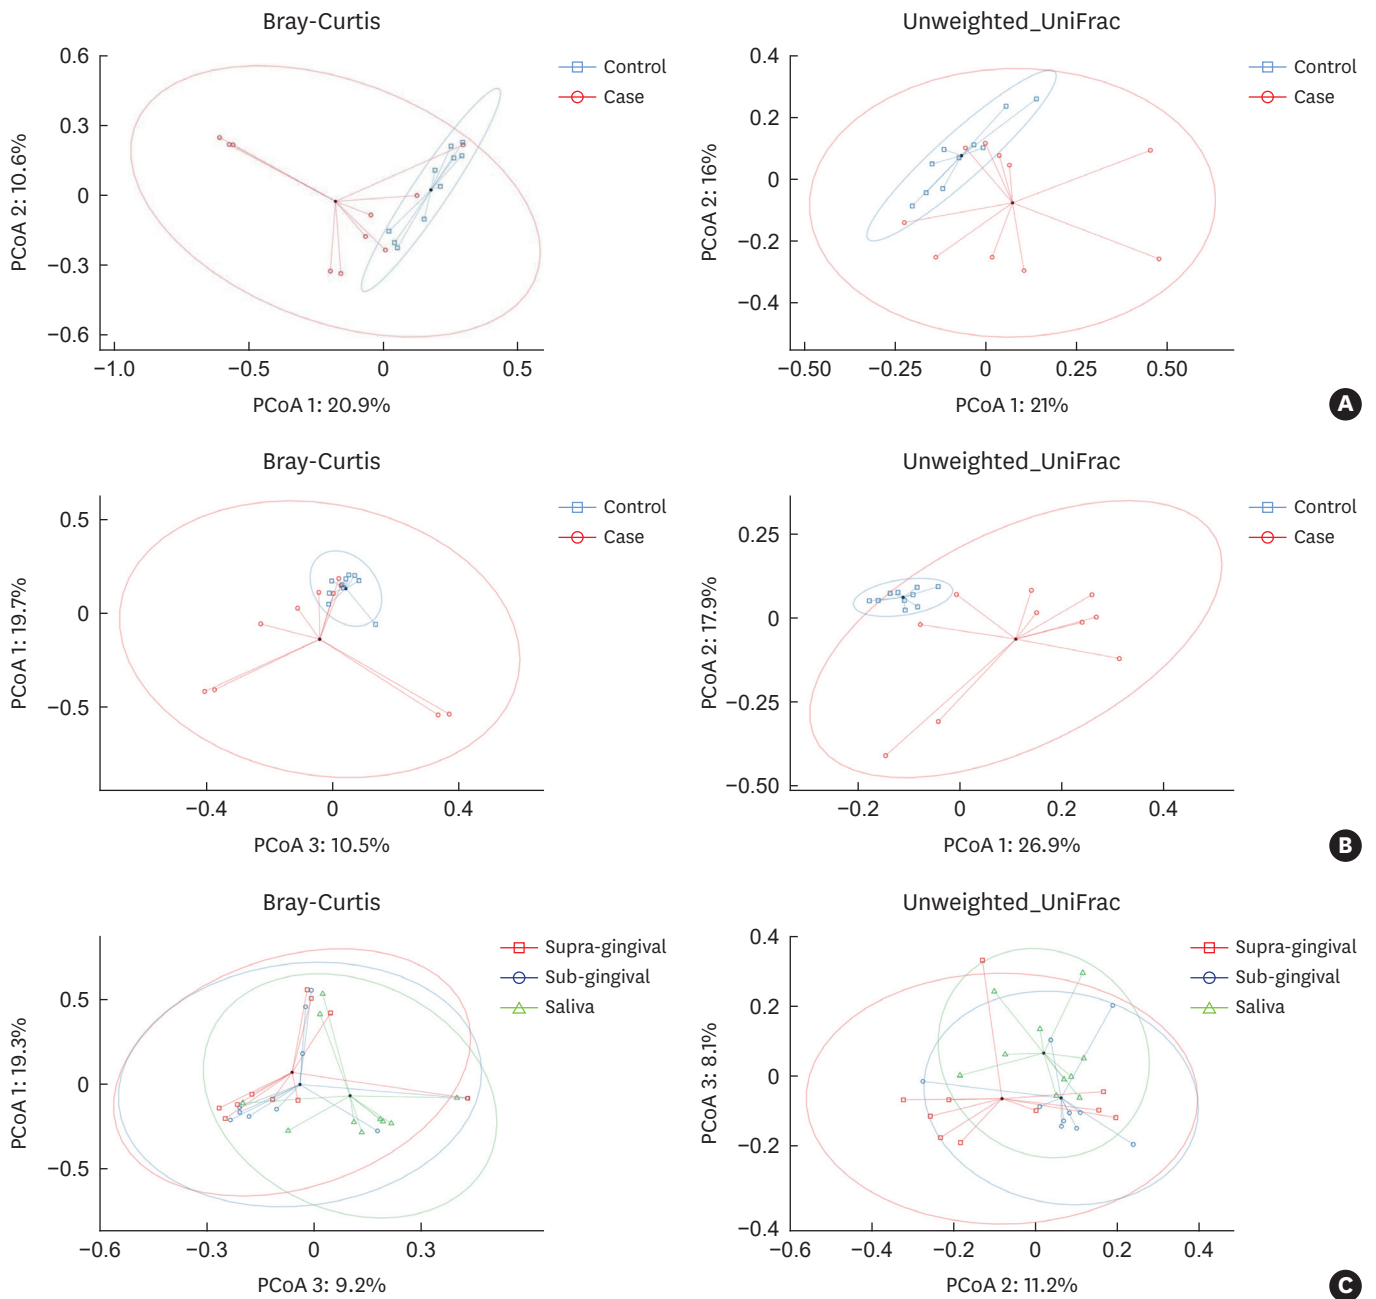 Bray-Curtis
0.6
0.3
0
−0.3
−0.6
−1.0 −0.5 0 0.5
PCoA 1: 20.9%
PCoA 2: 10.6%
Control
Case
Unweighted_UniFrac
0.4
0.2
0
−0.2
−0.4
−0.50 −0.25 0 0.25 0.50
PCoA 1: 21%
PCoA 2: 16%
Control
Case
A
Bray-Curtis
0.5
0
−0.5
−0.4 0 0.4
PCoA 3: 10.5%
PCoA 1: 19.7%
Control
Case
Unweighted_UniFrac
0.25
0
−0.25
−0.50
−0.2 0 0.2 0.4
PCoA 1: 26.9%
PCoA 2: 17.9%
Control
Case
B
Bray-Curtis
0.5
0
−0.5
−0.6 −0.3 0 0.3
PCoA 3: 9.2%
PCoA 1: 19.3%
Supra-gingival
Sub-gingival
Saliva
Unweighted_UniFrac
0.4
0.2
0
−0.2
−0.4
−0.6 −0.4 −0.2 0 0.2 0.4
PCoA 2: 11.2%
PCoA 3: 8.1%
Supra-gingival
Sub-gingival
Saliva
C